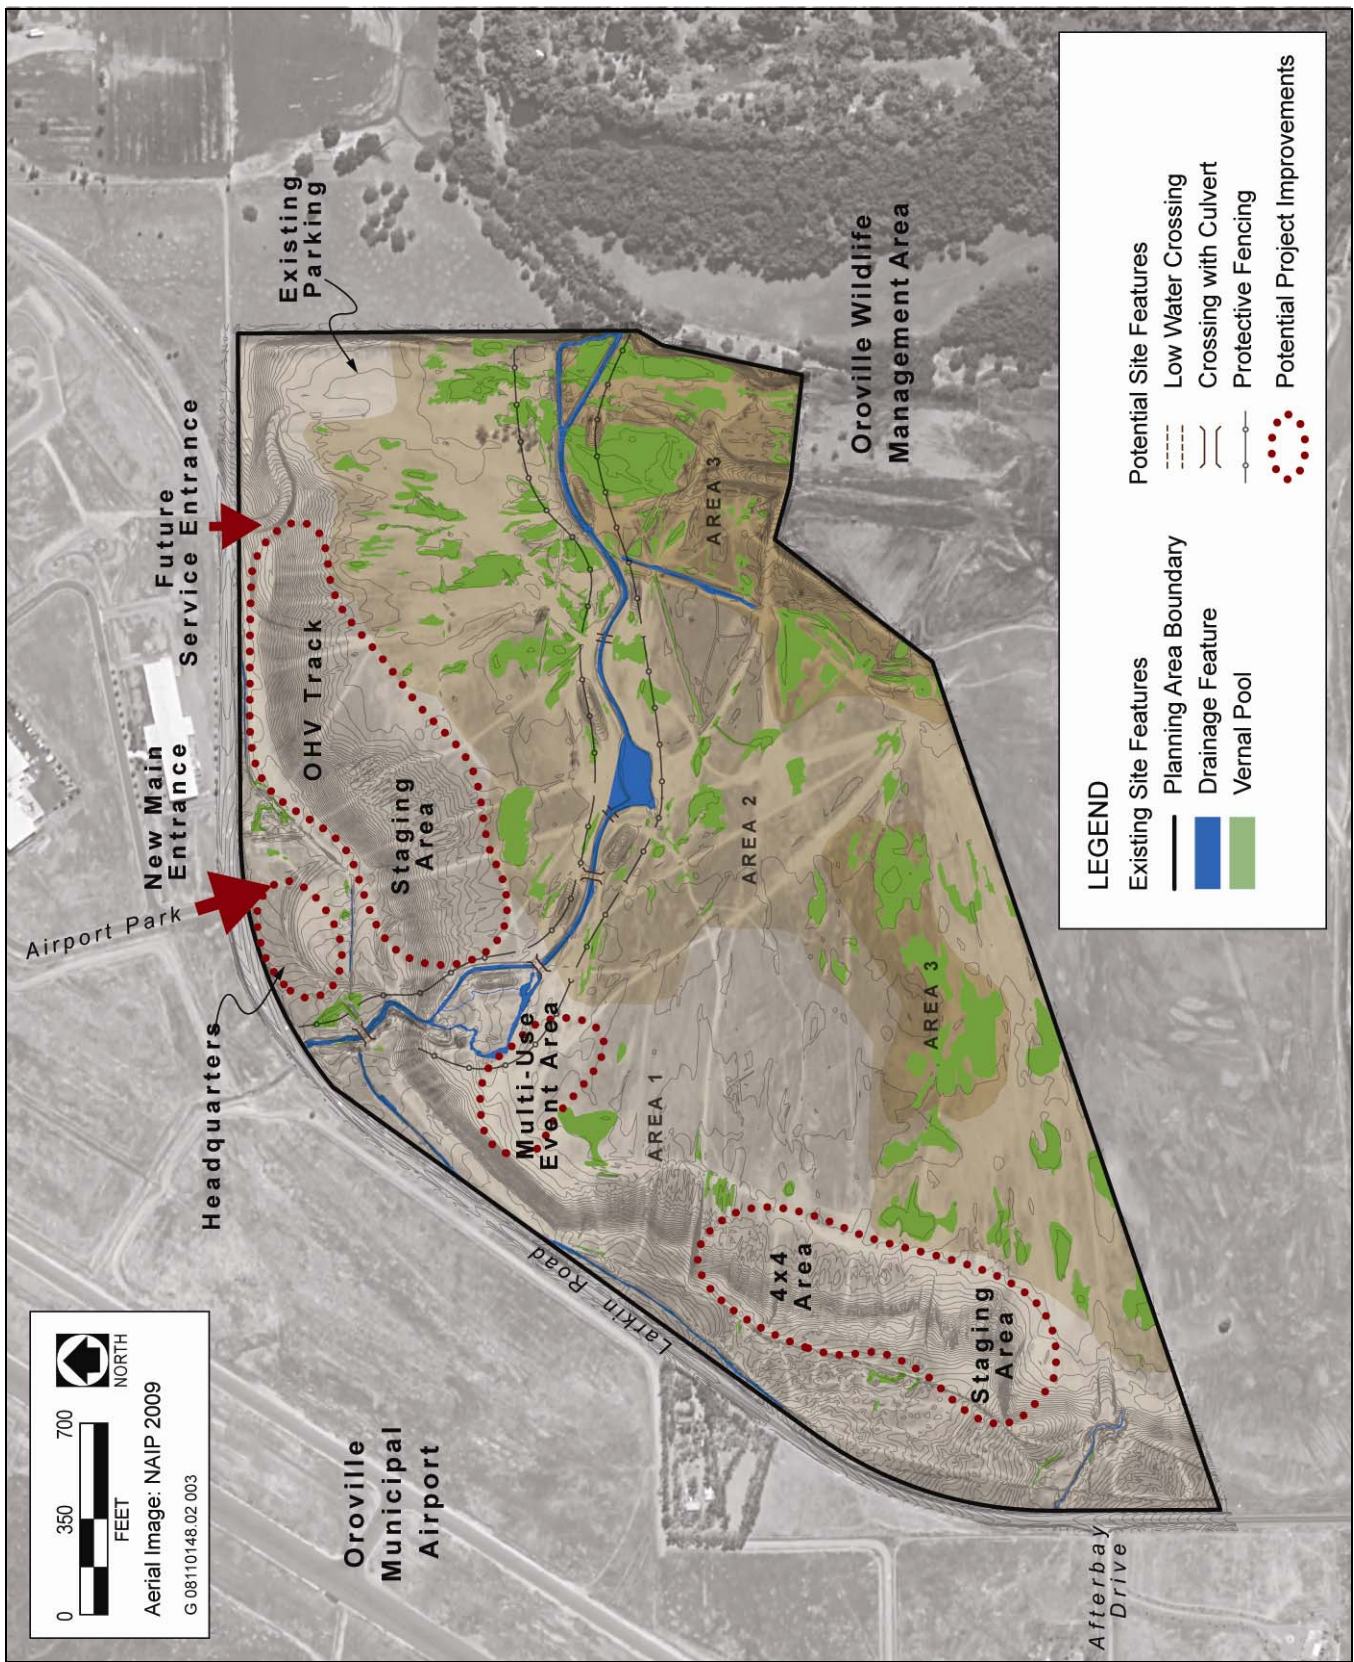 0 350 700
FEET
NORTH
Aerial Image: NAIP 2009
G 08110148.02 003
Oroville
Municipal
Airport
Afterbay
Drive
Larkin Road
Headquarters
Airport Park
New Main
Entrance
Future
Service Entrance
Existing
Parking
OHV Track
Staging
Area
Multi-Use
Event Area
AREA 1
4x4
Area
Staging
Area
AREA 2
AREA 3
AREA 3
Oroville Wildlife
Management Area
LEGEND
Existing Site Features
Planning Area Boundary
Drainage Feature
Vernal Pool
Potential Site Features
Low Water Crossing
Crossing with Culvert
Protective Fencing
Potential Project Improvements